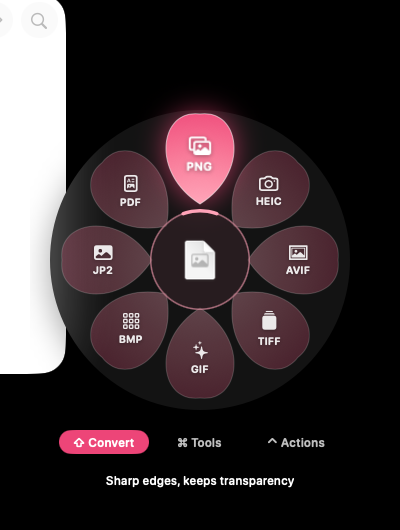 PNG
PDF
HEIC
JP2
AVIF
BMP
TIFF
GIF
⇧ Convert
⌘ Tools
⌃ Actions
Sharp edges, keeps transparency